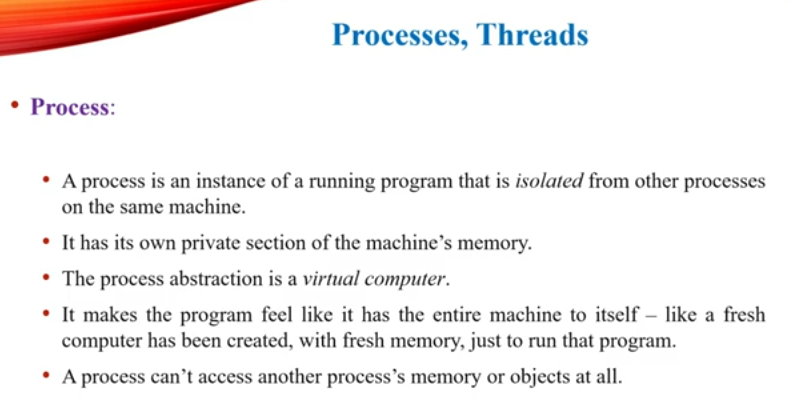 Processes, Threads
• Process:
• A process is an instance of a running program that is isolated from other processes
on the same machine.
• It has its own private section of the machine’s memory.
• The process abstraction is a virtual computer.
• It makes the program feel like it has the entire machine to itself – like a fresh
computer has been created, with fresh memory, just to run that program.
• A process can’t access another process’s memory or objects at all.